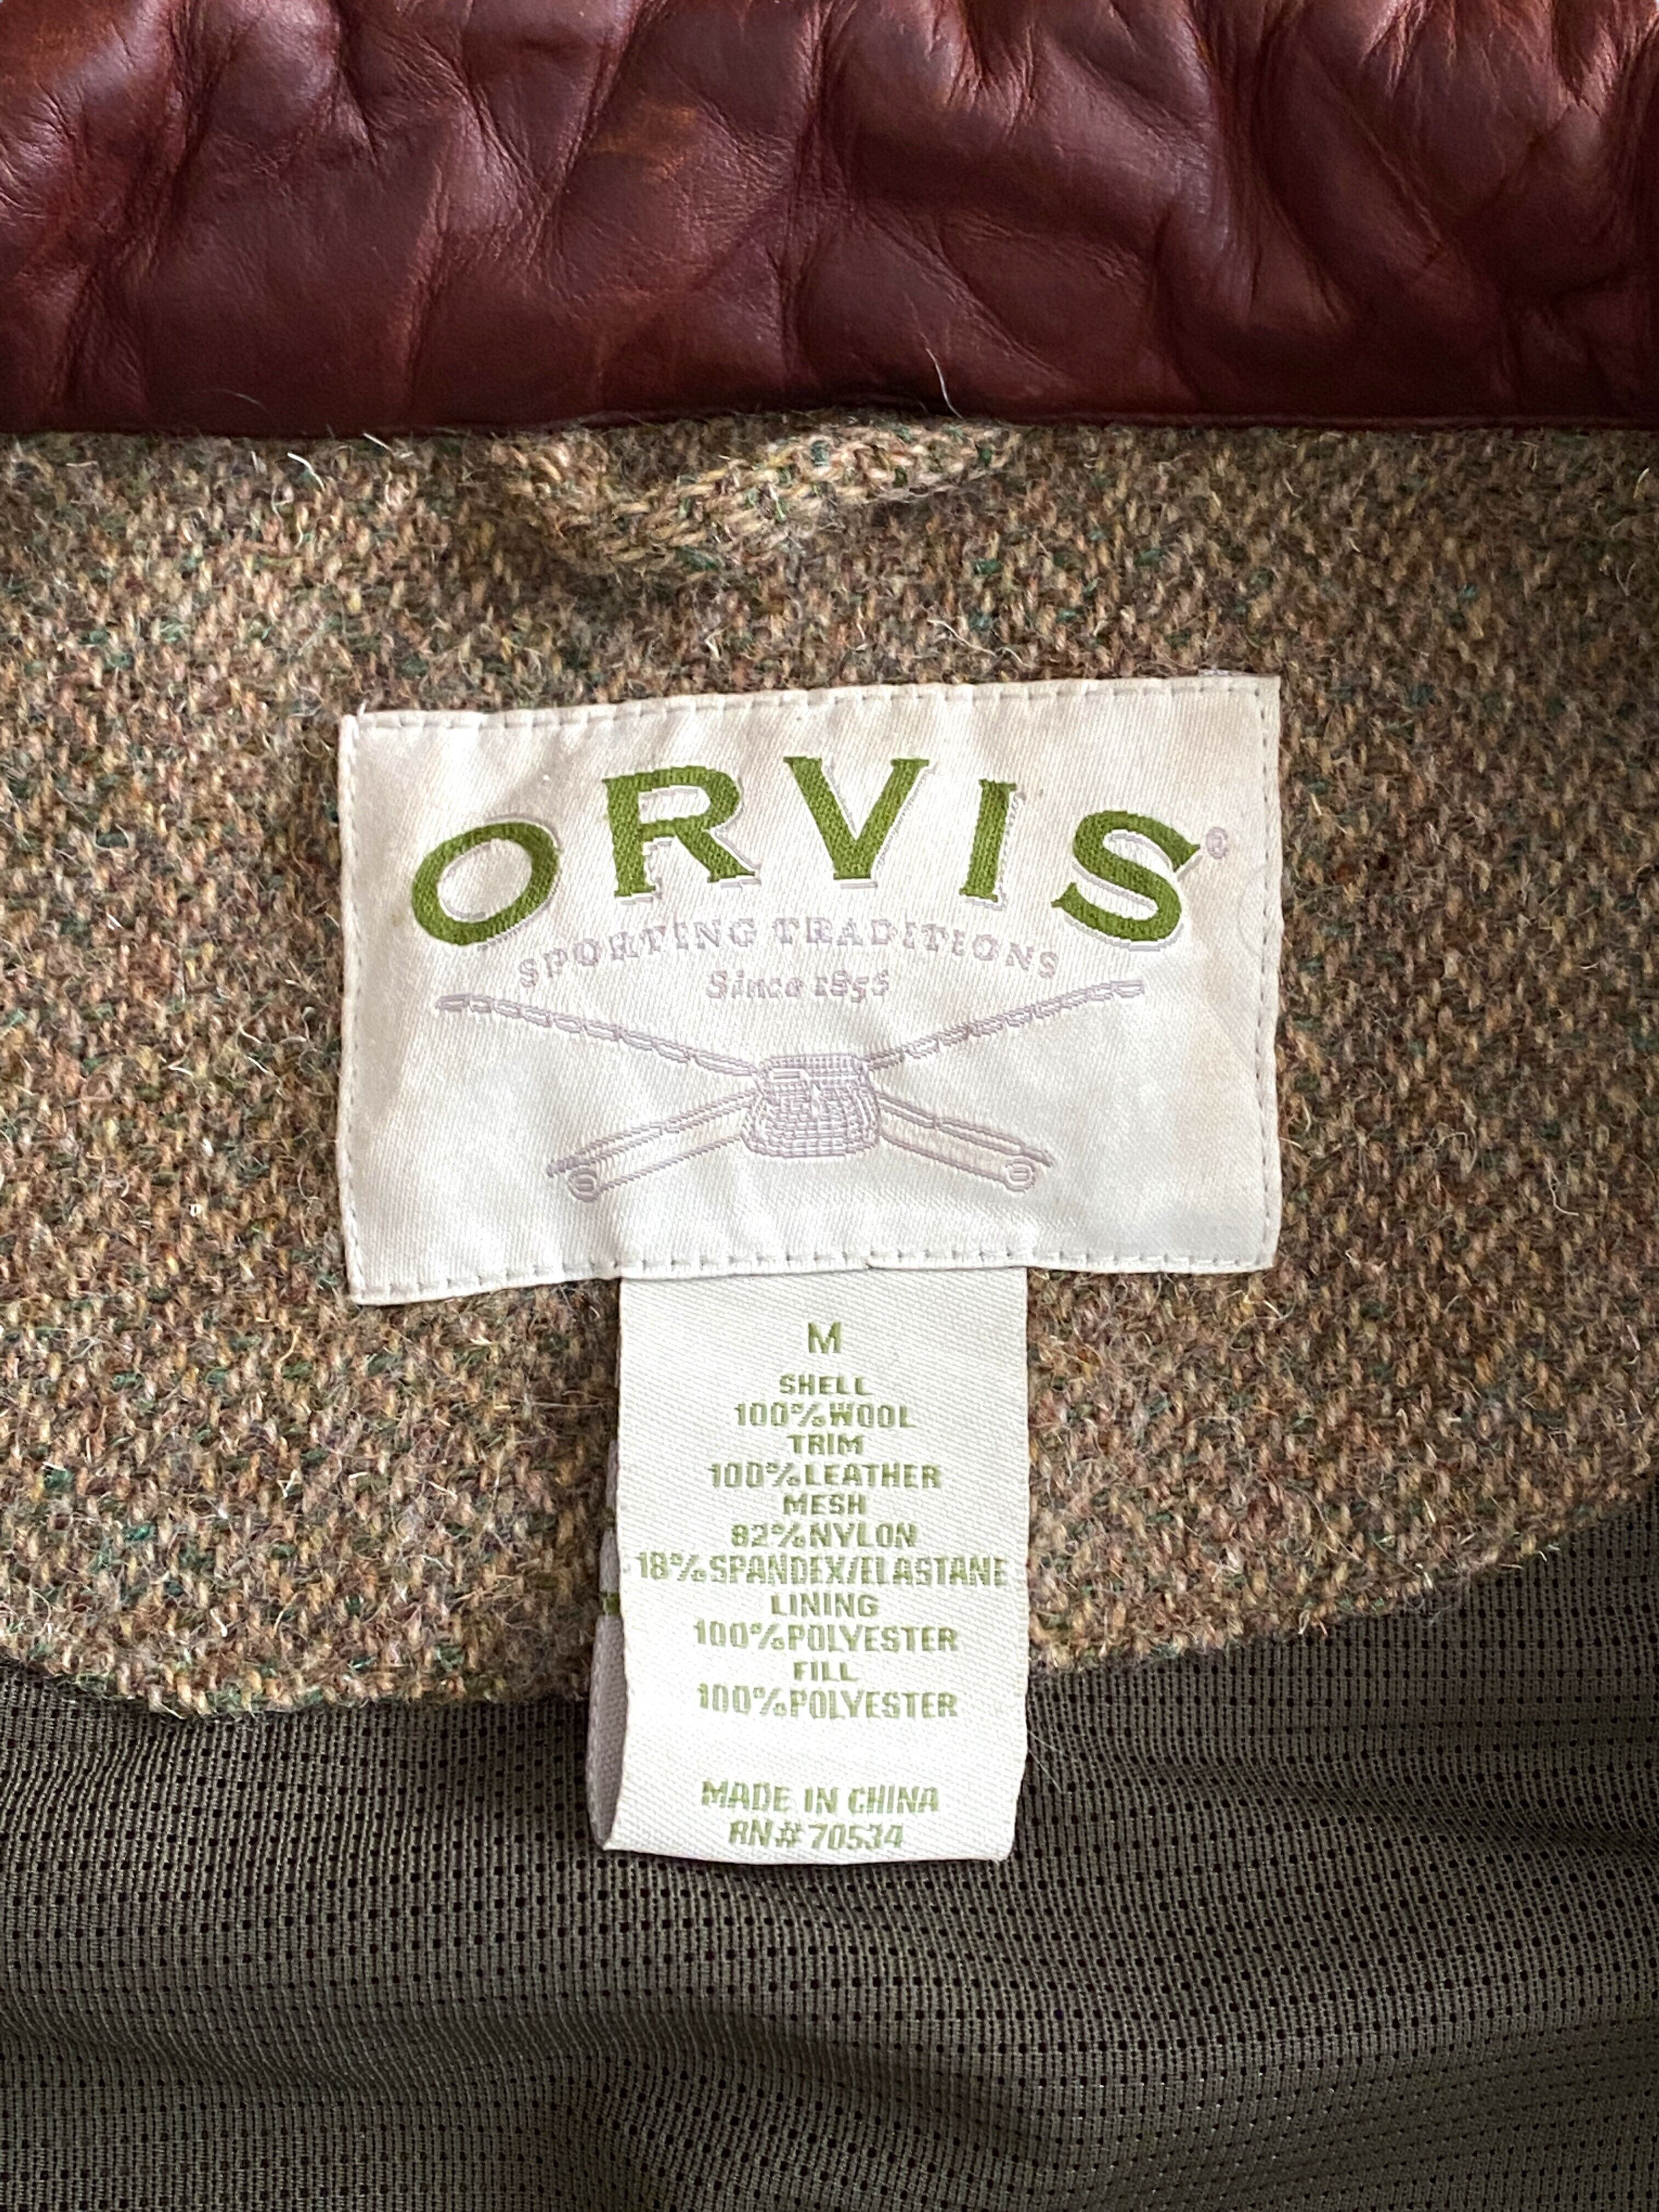 ORVIS®
SPORTING TRADITIONS
Since 1856
M
SHELL
100%WOOL
TRIM
100%LEATHER
MESH
82%NYLON
18%SPANDEX/ELASTANE
LINING
100%POLYESTER
FILL
100%POLYESTER
MADE IN CHINA
RN#70534